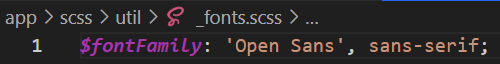 app > scss > util > _fonts.scss > ...
1 $fontFamily: 'Open Sans', sans-serif;